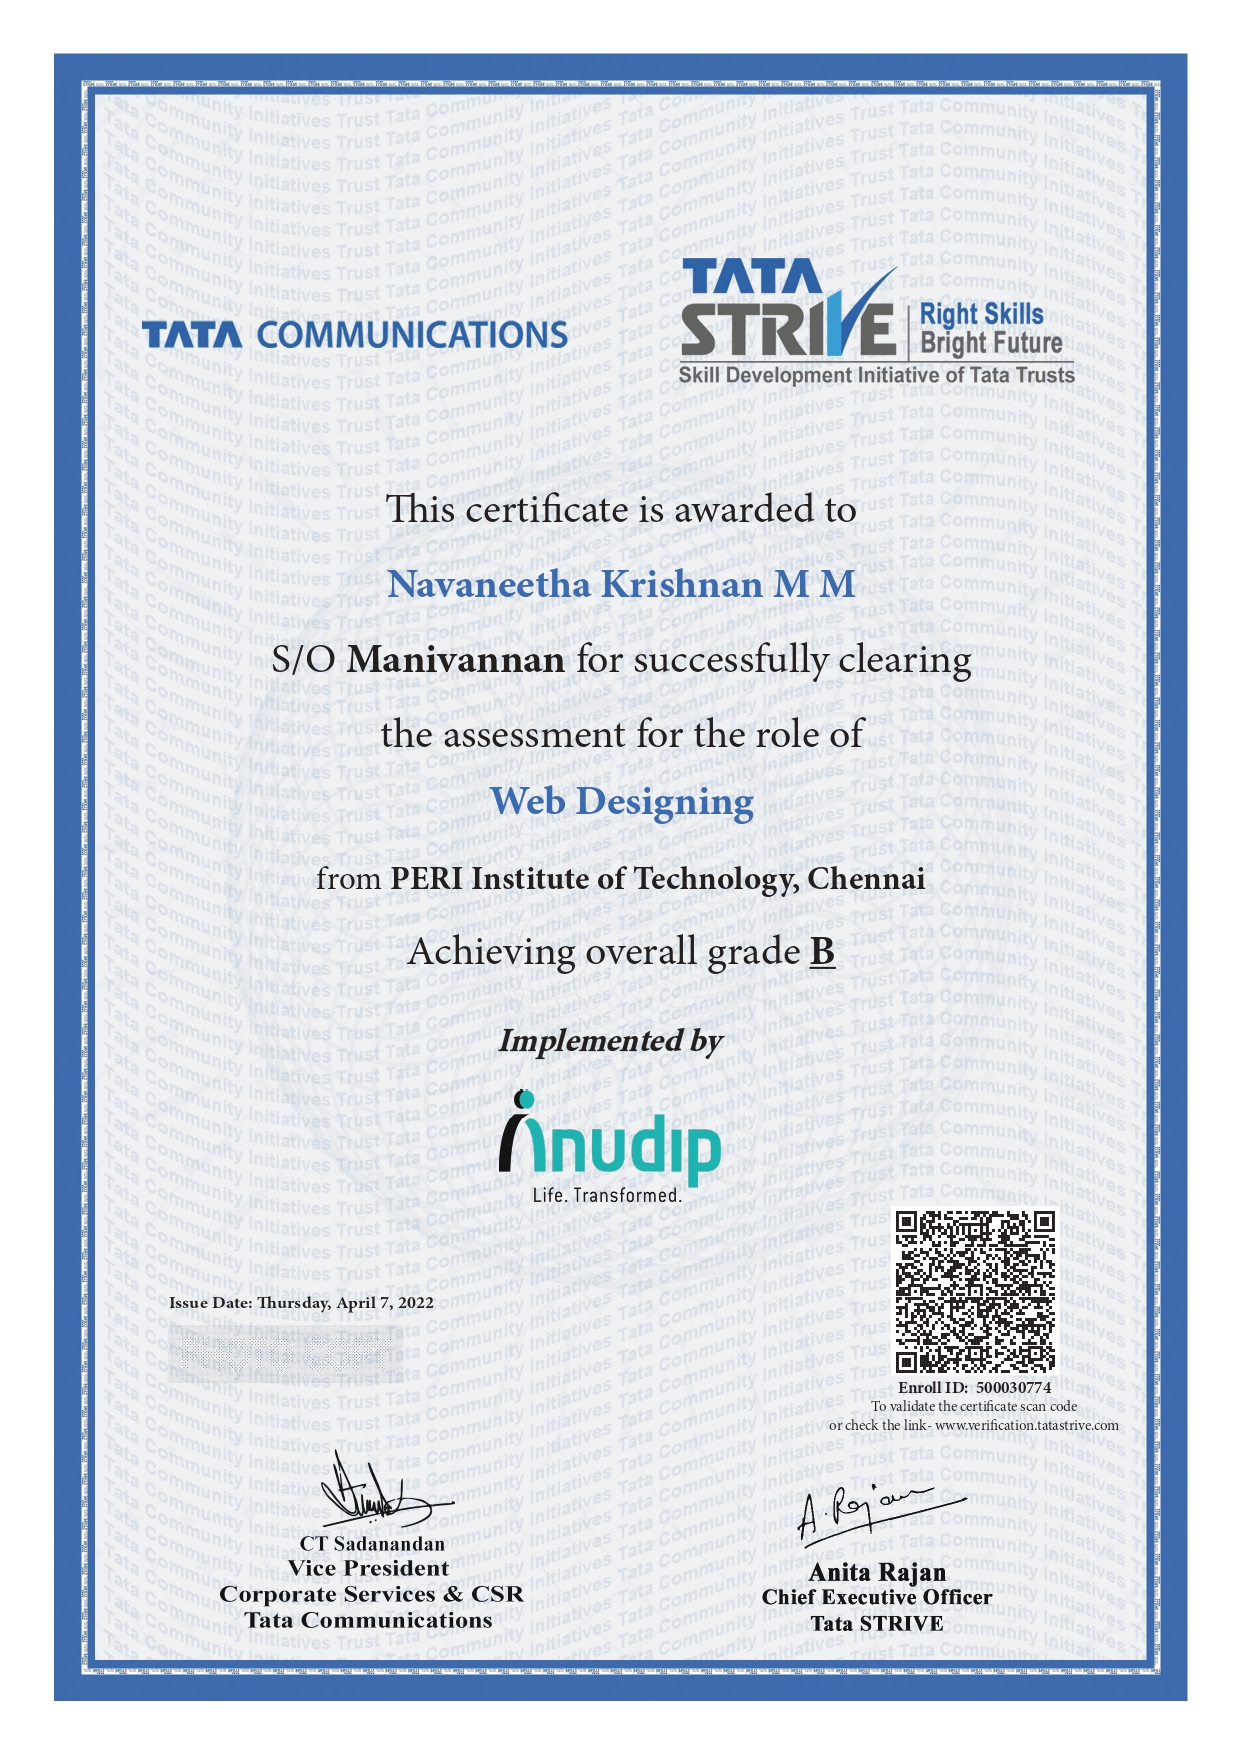 TATA COMMUNICATIONS
TATA
STRIVE
Right Skills
Bright Future
Skill Development Initiative of Tata Trusts
This certificate is awarded to
Navaneetha Krishnan M M
S/O Manivannan for successfully clearing
the assessment for the role of
Web Designing
from PERI Institute of Technology, Chennai
Achieving overall grade B
Implemented by
anudip
Life. Transformed.
Issue Date: Thursday, April 7, 2022
Enroll ID: 500030774
To validate the certificate scan code
or check the link- www.verification.tatastrive.com
A. Rajan
CT Sadanandan
Vice President
Corporate Services & CSR
Tata Communications
Anita Rajan
Chief Executive Officer
Tata STRIVE
Tata Community Initiatives Trust